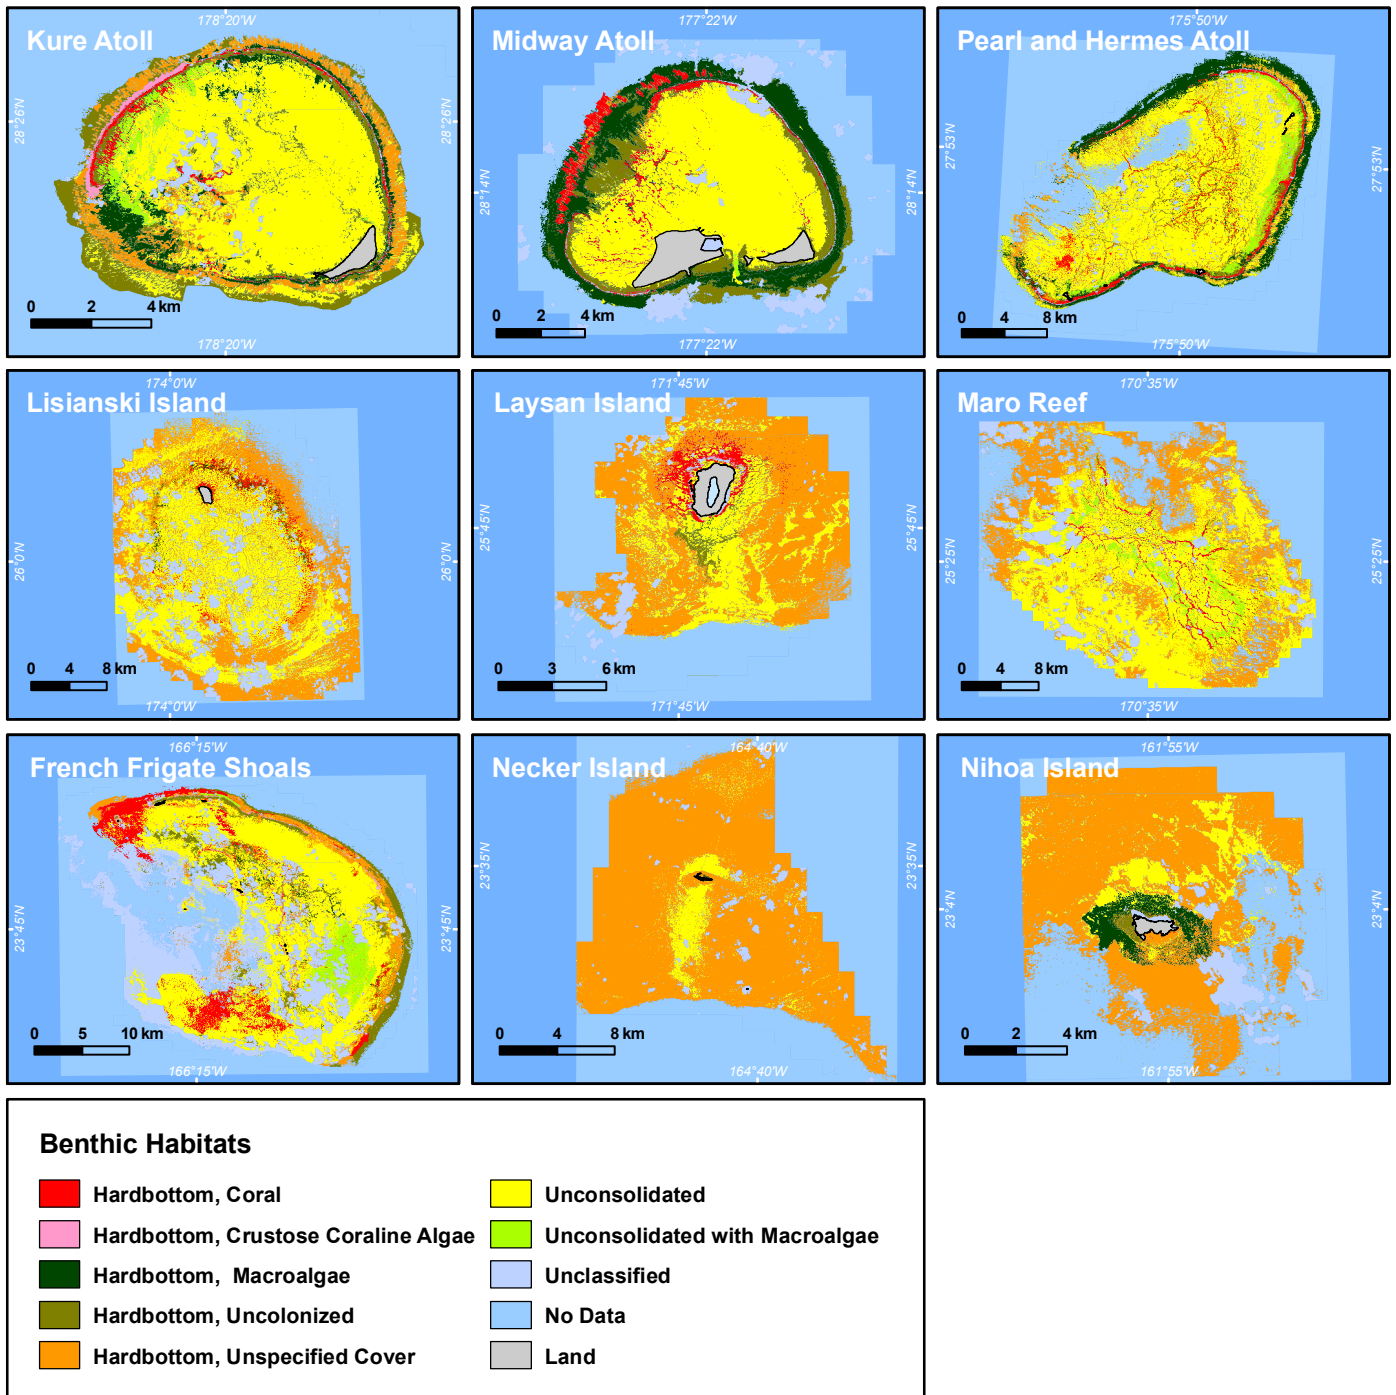 178°20'W
Kure Atoll
28°26'N
28°26'N
0 2 4 km
178°20'W
177°22'W
Midway Atoll
28°14'N
28°14'N
0 2 4 km
177°22'W
175°50'W
Pearl and Hermes Atoll
27°53'N
27°53'N
0 4 8 km
175°50'W
174°0'W
Lisianski Island
26°0'N
26°0'N
0 4 8 km
174°0'W
171°45'W
Laysan Island
25°45'N
25°45'N
0 3 6 km
171°45'W
170°35'W
Maro Reef
25°25'N
25°25'N
0 4 8 km
170°35'W
166°15'W
French Frigate Shoals
23°45'N
23°45'N
0 5 10 km
166°15'W
164°40'W
Necker Island
23°35'N
23°35'N
0 4 8 km
164°40'W
161°55'W
Nihoa Island
23°4'N
23°4'N
0 2 4 km
161°55'W
Benthic Habitats
Hardbottom, Coral
Hardbottom, Crustose Coraline Algae
Hardbottom, Macroalgae
Hardbottom, Uncolonized
Hardbottom, Unspecified Cover
Unconsolidated
Unconsolidated with Macroalgae
Unclassified
No Data
Land